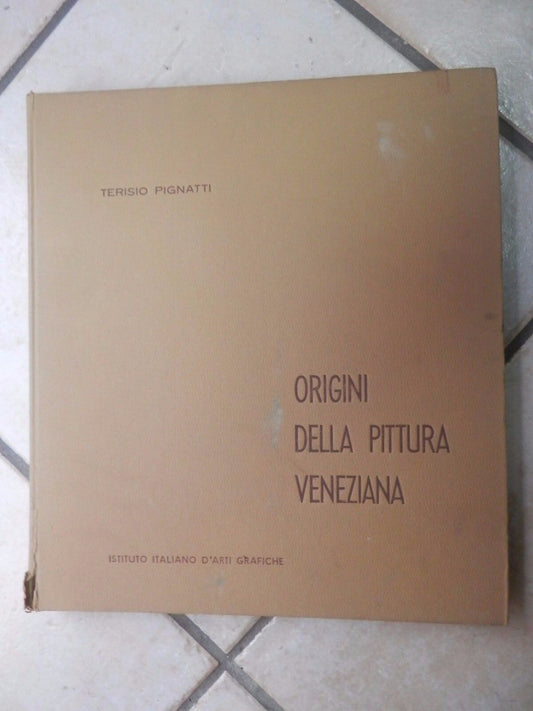 TERISIO PIGNATTI
ORIGINI
DELLA PITTURA
VENEZIANA
ISTITUTO ITALIANO D'ARTI GRAFICHE